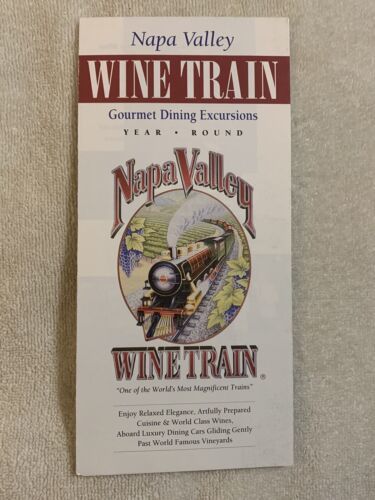 Napa Valley
WINE TRAIN
Gourmet Dining Excursions
YEAR • ROUND
Napa Valley
WINE TRAIN®
"One of the World's Most Magnificent Trains"
Enjoy Relaxed Elegance, Artfully Prepared
Cuisine & World Class Wines,
Aboard Luxury Dining Cars Gliding Gently
Past World Famous Vineyards